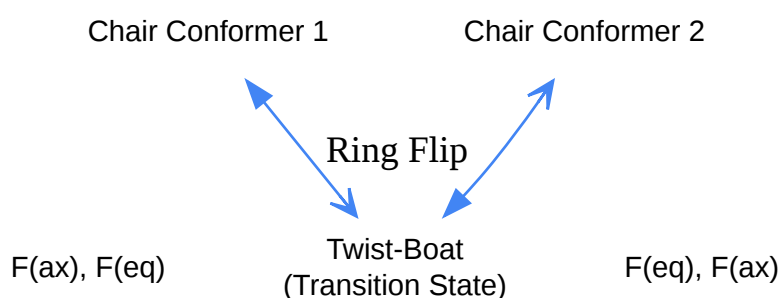 Chair Conformer 1
Chair Conformer 2
Ring Flip
F(ax), F(eq)
Twist-Boat
(Transition State)
F(eq), F(ax)